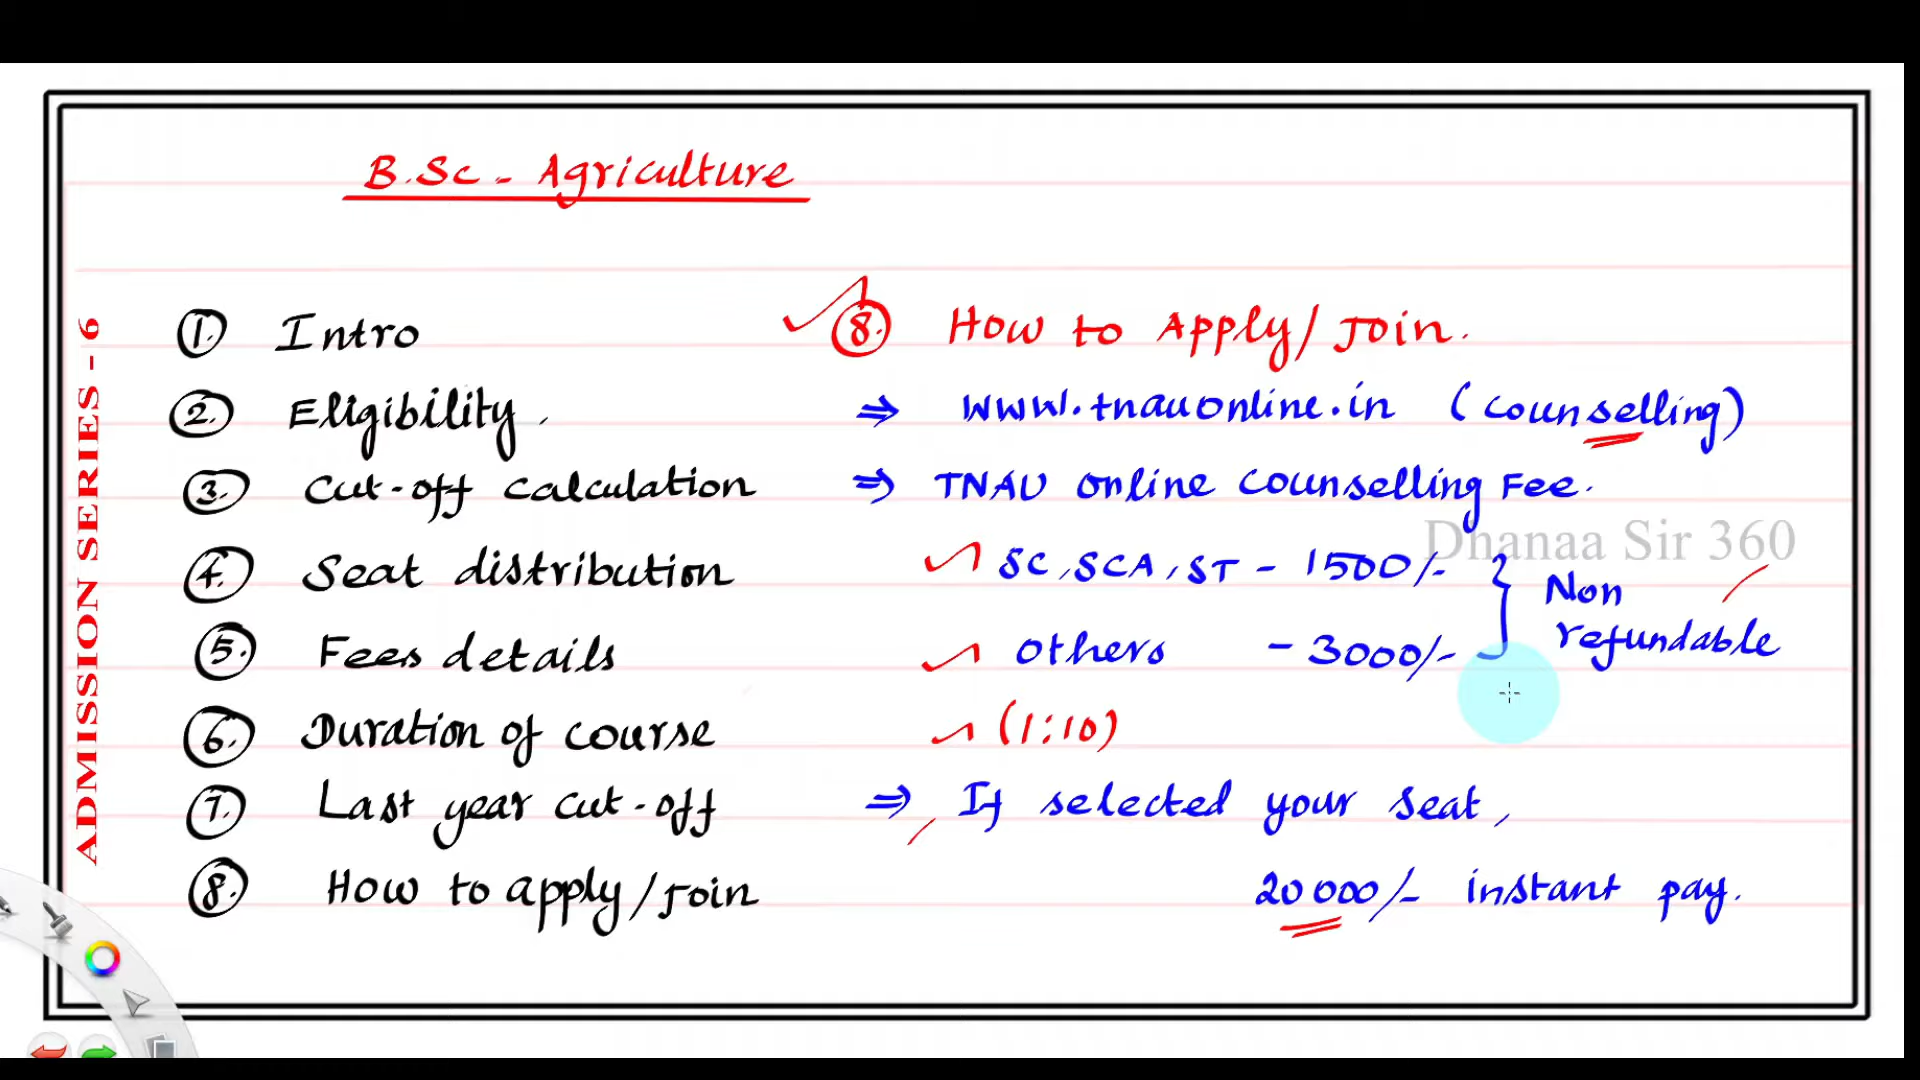 B.Sc - Agriculture
ADMISSION SERIES - 6
1. Intro
2. Eligibility.
3. Cut-off calculation
4. Seat distribution
5. Fees details
6. Duration of course
7. Last year cut-off
8. How to apply/Join
8. How to Apply/Join.
⇒ www.tnauonline.in (counselling)
⇒ TNAU online counselling Fee.
Dhanaa Sir 360
SC, SCA, ST - 1500/-
others - 3000/-
Non
refundable
(1:10)
⇒ If selected your seat,
20000/- instant pay.